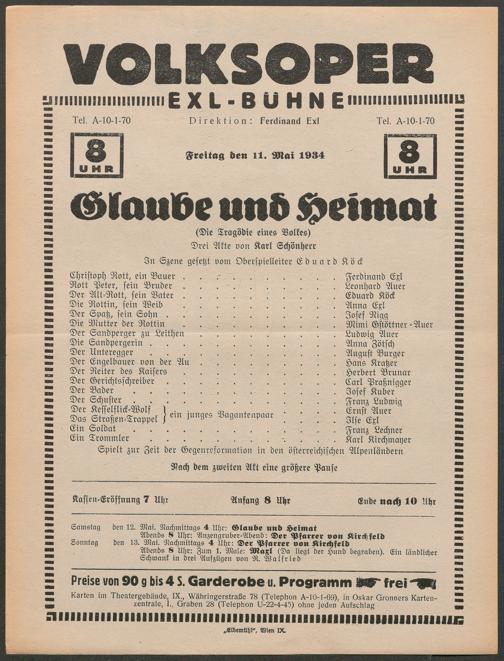 VOLKSOPER
EXL-BÜHNE
Tel. A-10-1-70 Direktion: Ferdinand Exl Tel. A-10-1-70
8 UHR Freitag den 11. Mai 1934 8 UHR
Glaube und Heimat
(Die Tragödie eines Volkes)
Drei Akte von Karl Schönherr
In Szene gesetzt vom Oberspielleiter Eduard Köck
Christoph Rott, ein Bauer . . . . . . . . Ferdinand Exl
Rott Peter, sein Bruder . . . . . . . . Leonhard Auer
Der Alt-Rott, sein Vater . . . . . . . . Eduard Köck
Die Rottin, sein Weib . . . . . . . . Anna Exl
Der Spatz, sein Sohn . . . . . . . . Josef Nigg
Die Mutter der Rottin . . . . . . . . Mimi Gstöttner-Auer
Der Sandperger zu Leithen . . . . . . . . Ludwig Auer
Die Sandpergerin . . . . . . . . Anna Zötsch
Der Unteregger . . . . . . . . August Burger
Der Engelbauer von der Au . . . . . . . . Hans Kratzer
Der Reiter des Kaisers . . . . . . . . Herbert Brunar
Der Gerichtsschreiber . . . . . . . . Carl Praßnigger
Der Bader . . . . . . . . Josef Kuber
Der Schuster . . . . . . . . Franz Ludwig
Der Kesselflick-Wolf } ein junges Vagantenpaar . . . . . . . . Ernst Auer
Das Straßen-Trappel } . . . . . . . . Ilse Exl
Ein Soldat . . . . . . . . Franz Lechner
Ein Trommler . . . . . . . . Karl Kirchmayer
Spielt zur Zeit der Gegenreformation in den österreichischen Alpenländern
Nach dem zweiten Akt eine größere Pause
Kassen-Eröffnung 7 Uhr Anfang 8 Uhr Ende nach 10 Uhr
Samstag den 12. Mai. Nachmittags 4 Uhr: Glaube und Heimat
Abends 8 Uhr: Anzengruber-Abend: Der Pfarrer von Kirchfeld
Sonntag den 13. Mai. Nachmittags 4 Uhr: Der Pfarrer von Kirchfeld
Abends 8 Uhr: Zum 1. Male: Maxl (Da liegt der Hund begraben). Ein ländlicher
Schwank in drei Aufzügen von R. Walfried
Preise von 90 g bis 4 S. Garderobe u. Programm frei
Karten im Theatergebäude, IX., Währingerstraße 78 (Telephon A-10-1-69), in Oskar Gronners Karten-
zentrale, I., Graben 28 (Telephon U-22-4-45) ohne jeden Aufschlag
„Elbemühl“, Wien IX.